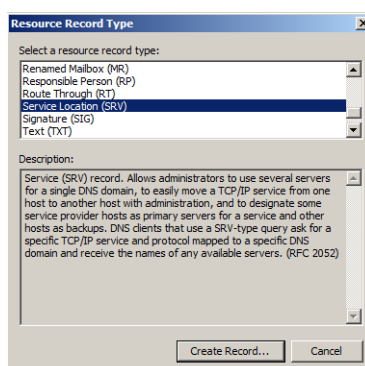 Resource Record Type
Select a resource record type:
Renamed Mailbox (MR)
Responsible Person (RP)
Route Through (RT)
Service Location (SRV)
Signature (SIG)
Text (TXT)
Description:
Service (SRV) record. Allows administrators to use several servers
for a single DNS domain, to easily move a TCP/IP service from one
host to another host with administration, and to designate some
service provider hosts as primary servers for a service and other
hosts as backups. DNS clients that use a SRV-type query ask for a
specific TCP/IP service and protocol mapped to a specific DNS
domain and receive the names of any available servers. (RFC 2052)
Create Record... Cancel